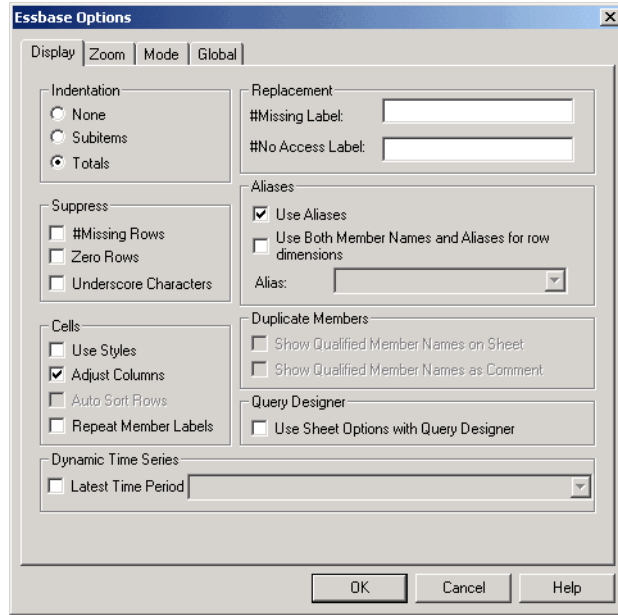 Essbase Options
Display
Zoom
Mode
Global
Indentation
None
Subitems
Totals
Replacement
#Missing Label:
#No Access Label:
Suppress
#Missing Rows
Zero Rows
Underscore Characters
Aliases
Use Aliases
Use Both Member Names and Aliases for row
dimensions
Alias:
Cells
Use Styles
Adjust Columns
Auto Sort Rows
Repeat Member Labels
Duplicate Members
Show Qualified Member Names on Sheet
Show Qualified Member Names as Comment
Query Designer
Use Sheet Options with Query Designer
Dynamic Time Series
Latest Time Period
OK
Cancel
Help